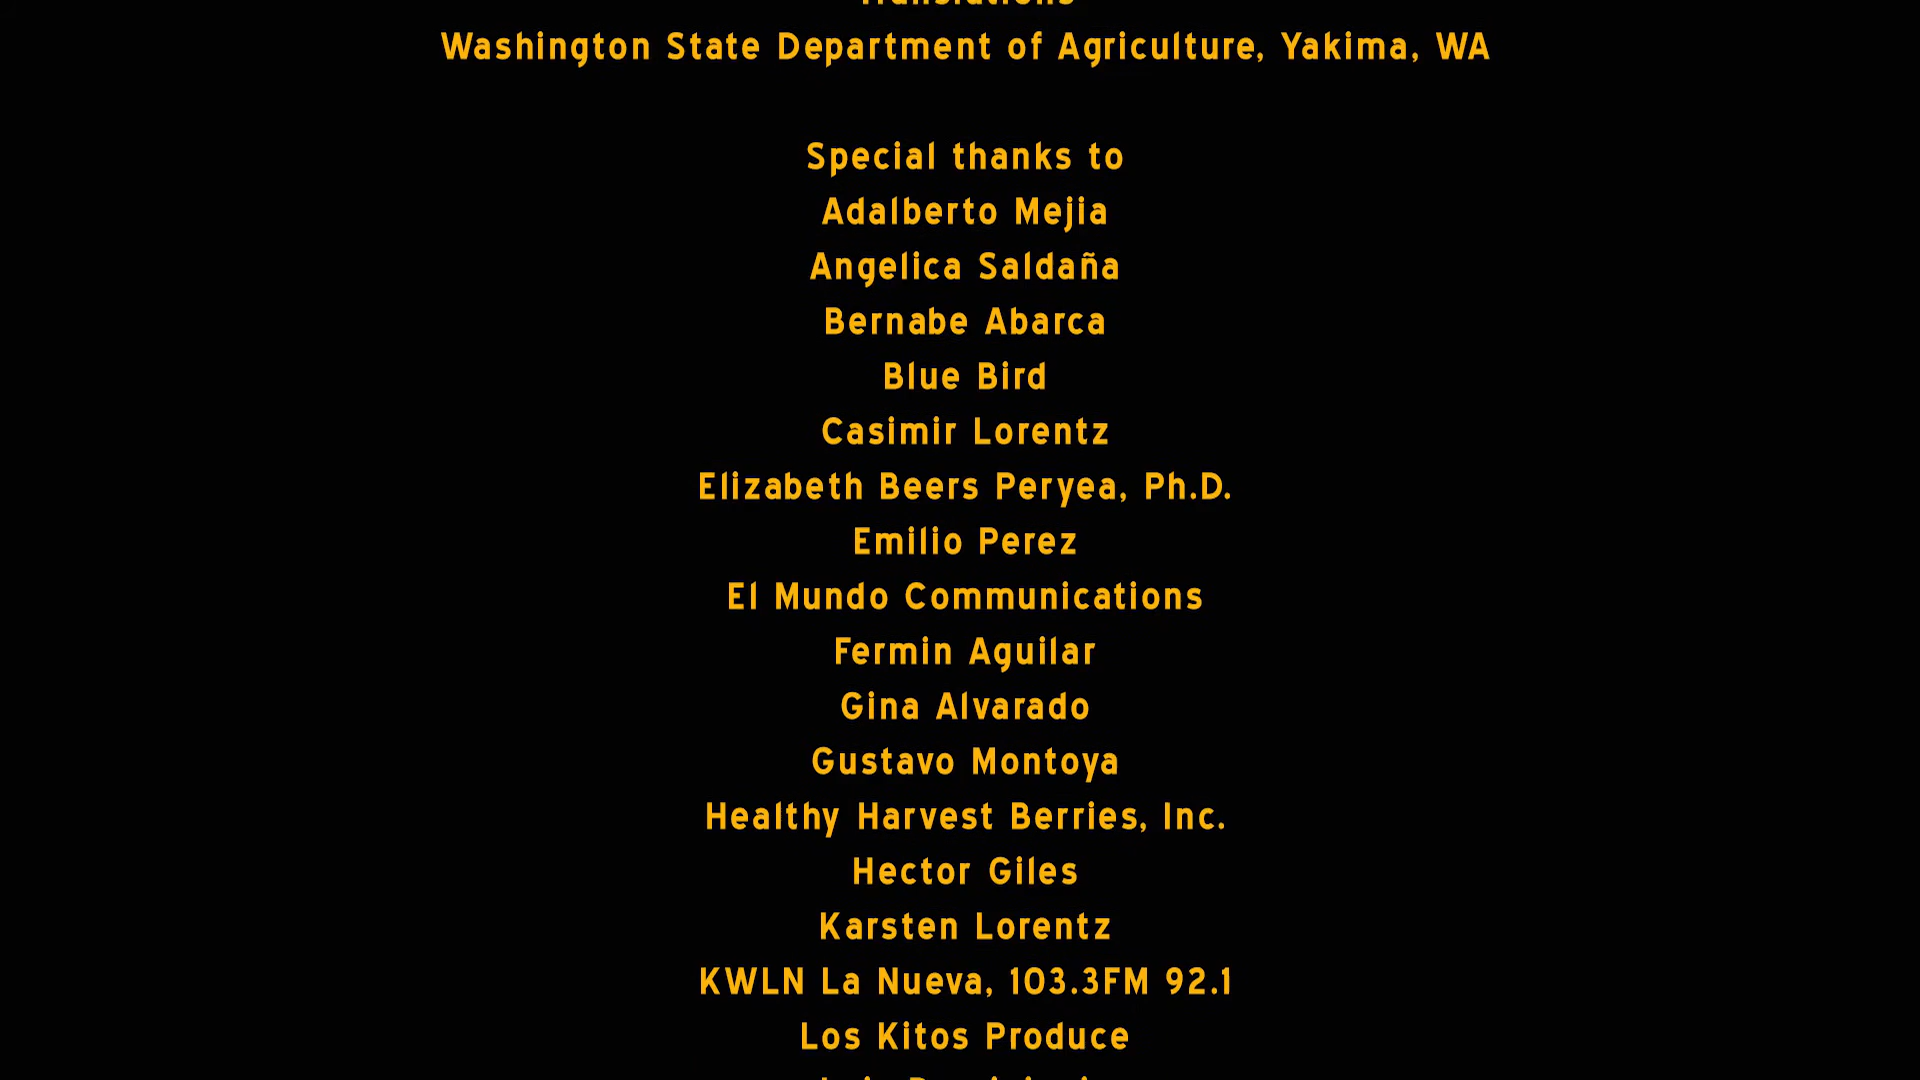 Translations
Washington State Department of Agriculture, Yakima, WA
Special thanks to
Adalberto Mejia
Angelica Saldaña
Bernabe Abarca
Blue Bird
Casimir Lorentz
Elizabeth Beers Peryea, Ph.D.
Emilio Perez
El Mundo Communications
Fermin Aguilar
Gina Alvarado
Gustavo Montoya
Healthy Harvest Berries, Inc.
Hector Giles
Karsten Lorentz
KWLN La Nueva, 103.3FM 92.1
Los Kitos Produce